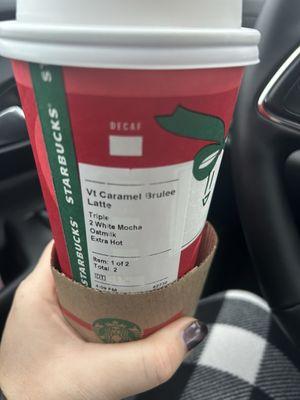 DECAF
STARBUCKS
STARBUCKS
Vt Caramel Brulee
Latte
Triple
2 White Mocha
Oatmilk
Extra Hot
Item: 1 of 2
Total: 2